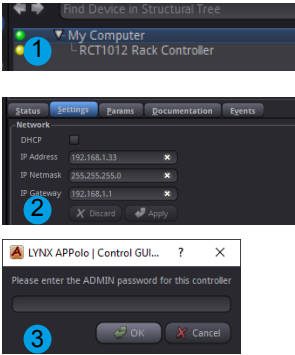 Find Device in Structural Tree
My Computer
RCT1012 Rack Controller
1
Status Settings Params Documentation Events
Network
DHCP
IP Address 192.168.1.33
IP Netmask 255.255.255.0
IP Gateway 192.168.1.1
Discard Apply
2
LYNX APPolo | Control GUI... ? ×
Please enter the ADMIN password for this controller
OK Cancel
3